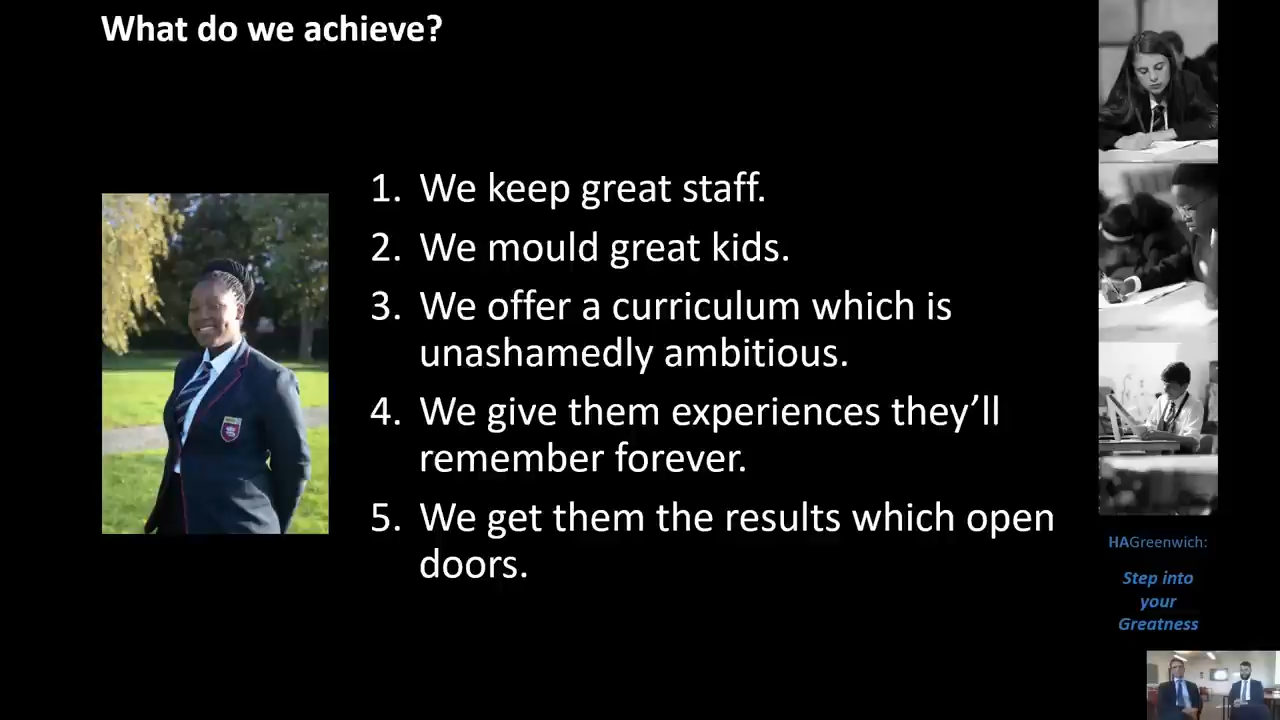 What do we achieve?
1. We keep great staff.
2. We mould great kids.
3. We offer a curriculum which is
unashamedly ambitious.
4. We give them experiences they’ll
remember forever.
5. We get them the results which open
doors.
HAGreenwich:
Step into
your
Greatness